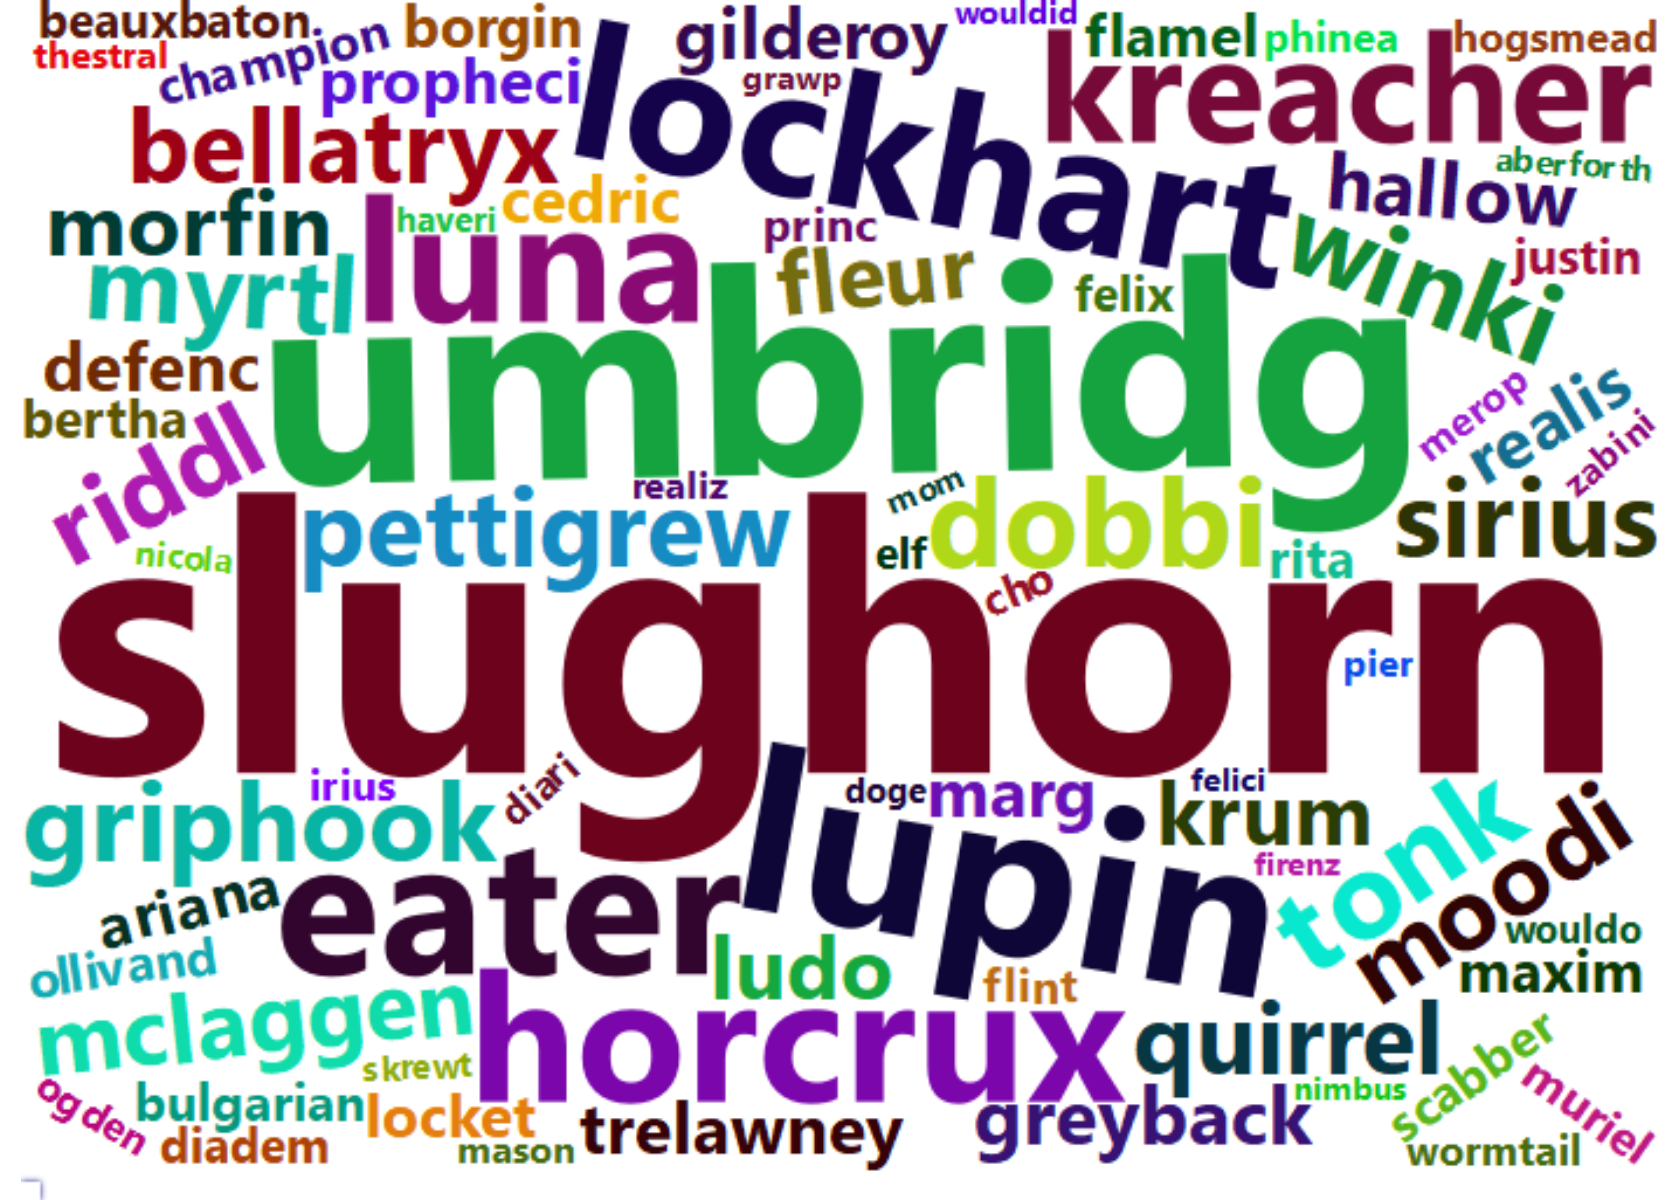 beauxbaton
thestral
champion
borgin
propheci
gilderoy
grawp
wouldid
flamel
phinea
hogsmead
kreacher
lockhart
bellatryx
hallow
aberforth
morfin
haveri
cedric
princ
luna
myrtl
fleur
felix
winki
justin
umbridg
defenc
bertha
riddl
merop
realis
zabini
realiz
mom
pettigrew
dobbi
sirius
nicola
elf
rita
cho
slughorn
pier
irius
diari
griphook
doge
marg
felici
krum
firenz
tonk
moodi
lupin
eater
ariana
ollivand
wouldo
maxim
ludo
flint
mclaggen
horcrux
quirrel
skrewt
ogden
bulgarian
locket
diadem
mason
trelawney
greyback
nimbus
scabber
muriel
wormtail